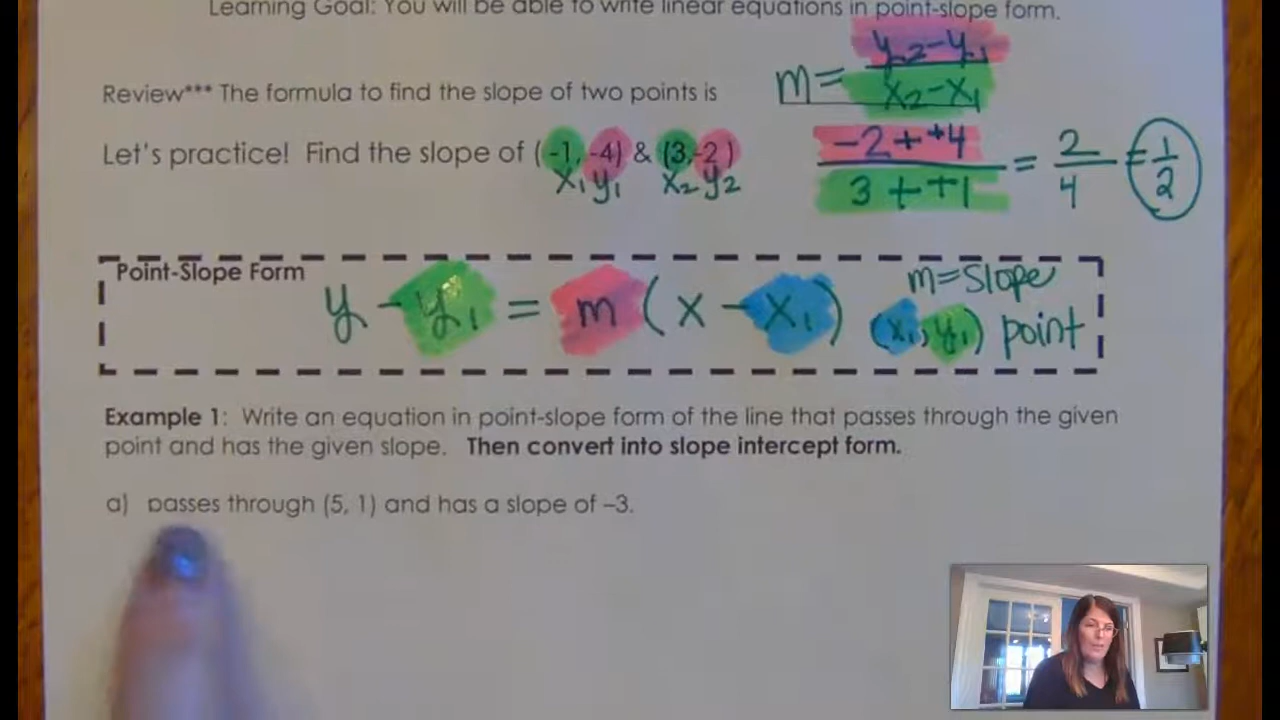 Learning Goal: You will be able to write linear equations in point-slope form.
Review*** The formula to find the slope of two points is m = y₂-y₁ / x₂-x₁
Let's practice! Find the slope of (-1, -4) & (3,-2) -2 + +4 / 3 + +1 = 2/4 = 1/2
x₁ y₁ x₂ y₂
Point-Slope Form
y - y₁ = m (x - x₁)
m=Slope
(x₁, y₁) point
Example 1: Write an equation in point-slope form of the line that passes through the given
point and has the given slope. Then convert into slope intercept form.
a) passes through (5, 1) and has a slope of –3.